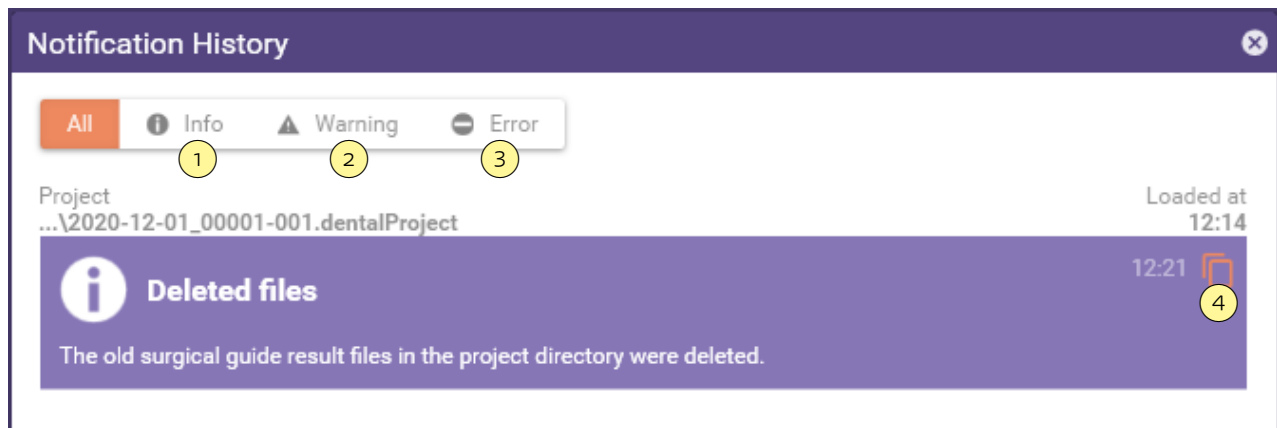 Notification History
All Info Warning Error
1 2 3
Project Loaded at
...\2020-12-01_00001-001.dentalProject 12:14
Deleted files 12:21
4
The old surgical guide result files in the project directory were deleted.